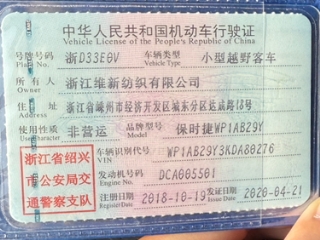 中华人民共和国机动车行驶证
Vehicle License of the People's Republic of China
号牌号码 浙D33E0V 车辆类型 小型越野客车
Plate No. Vehicle Type
所有人 浙江维新纺织有限公司
Owner
住址 浙江省嵊州市经济开发区城东分区达成路18号
Address
使用性质 非营运 品牌型号 保时捷WP1AB29Y
Use Character Model
浙江省绍兴
市公安局交
通警察支队
车辆识别代号 WP1AB29Y3KDA80276
VIN
发动机号码 DCA005501
Engine No.
注册日期 2018-10-19 发证日期 2020-04-21
Register Date Issue Date